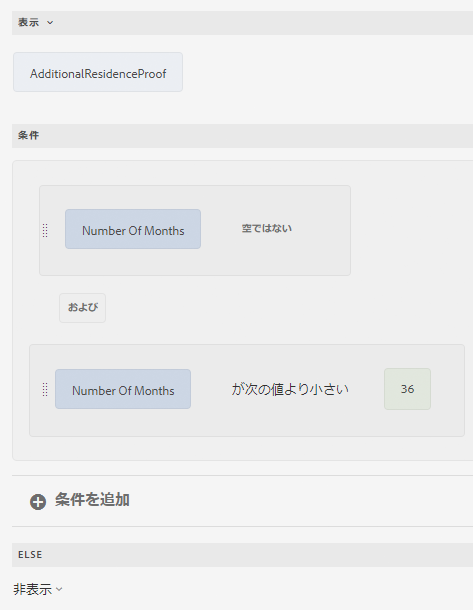 表示
AdditionalResidenceProof
条件
Number Of Months 空ではない
および
Number Of Months が次の値より小さい 36
条件を追加
ELSE
非表示